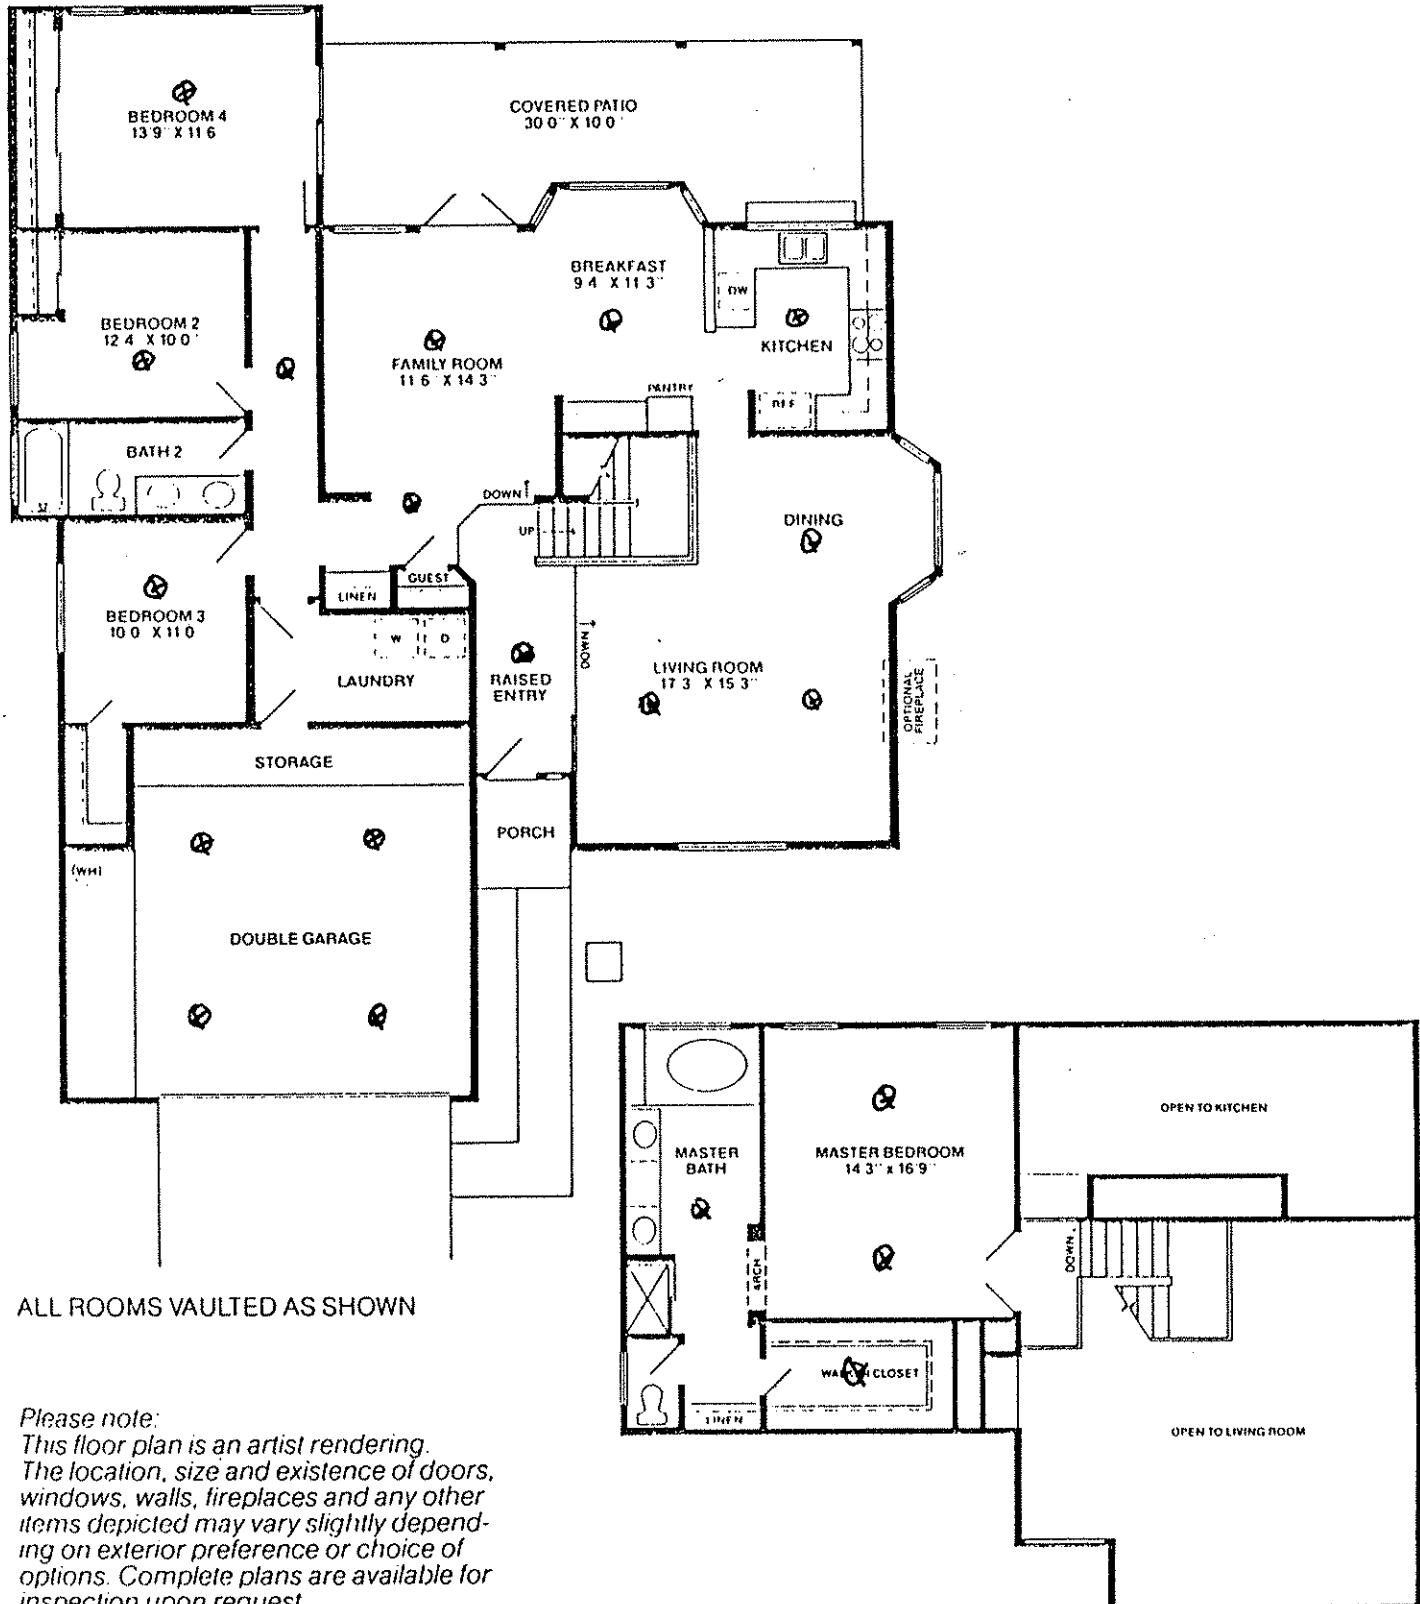 BEDROOM 4
13'9" X 11 6
COVERED PATIO
30 0" X 10 0'
BREAKFAST
9 4 X 11 3"
DW
KITCHEN
BEDROOM 2
12 4 X 10 0'
FAMILY ROOM
11 6" X 14 3"
PANTRY
REF
BATH 2
DOWN
UP
DINING
GUEST
LINEN
BEDROOM 3
10 0 X 11 0
W
D
DOWN
LAUNDRY
RAISED
ENTRY
LIVING ROOM
17 3 X 15 3"
OPTIONAL
FIREPLACE
STORAGE
PORCH
(WH)
DOUBLE GARAGE
OPEN TO KITCHEN
MASTER
BATH
MASTER BEDROOM
14 3" x 16'9"
ARCH
DOWN
WALK-IN CLOSET
LINEN
OPEN TO LIVING ROOM
ALL ROOMS VAULTED AS SHOWN
Please note:
This floor plan is an artist rendering.
The location, size and existence of doors,
windows, walls, fireplaces and any other
items depicted may vary slightly depend-
ing on exterior preference or choice of
options. Complete plans are available for
inspection upon request